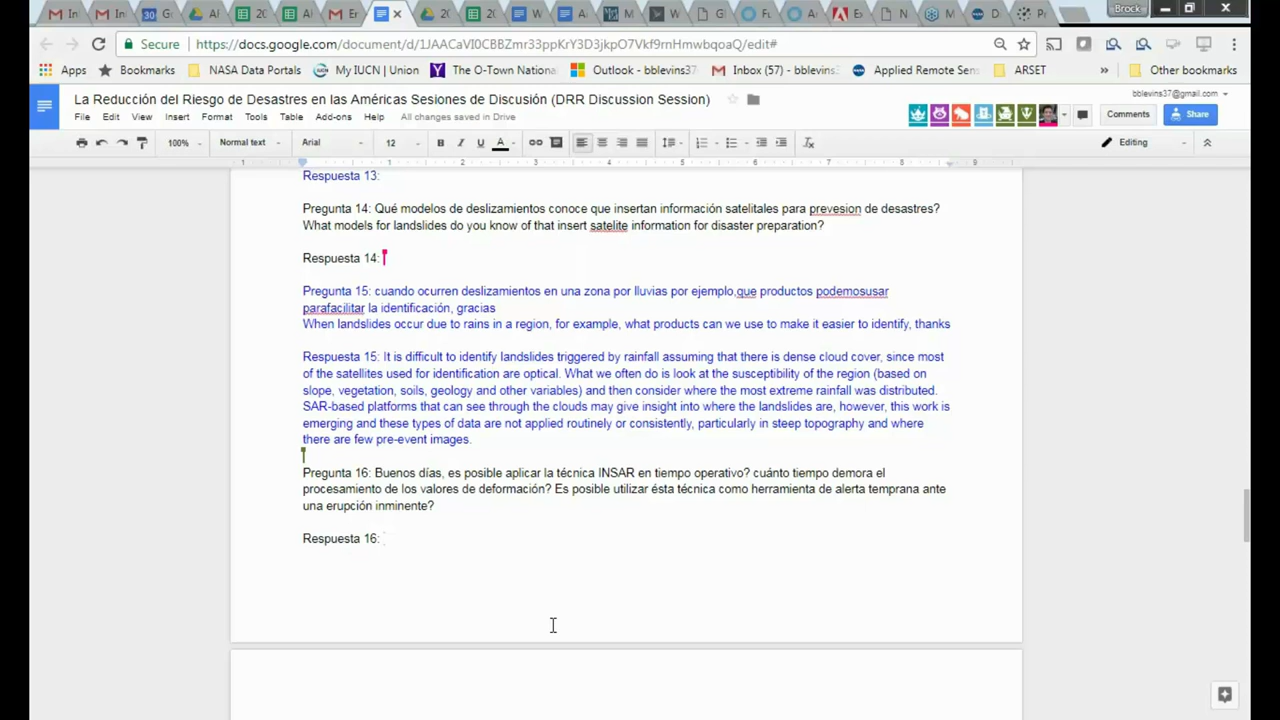 Brock
Secure https://docs.google.com/document/d/1JAACaVI0CBBZmr33ppKrY3D3jkpO7Vkf9rnHmwbqoaQ/edit#
Apps Bookmarks NASA Data Portals My IUCN | Union The O-Town Nationa Outlook - bblevins37 Inbox (57) - bblevins: Applied Remote Sen ARSET » Other bookmarks
bblevins37@gmail.com
La Reducción del Riesgo de Desastres en las Américas Sesiones de Discusión (DRR Discussion Session)
File Edit View Insert Format Tools Table Add-ons Help All changes saved in Drive
Comments Share
100% Normal text Arial 12 B I U A Editing
1 1 2 3 4 5 6 7 8 9
Respuesta 13:
Pregunta 14: Qué modelos de deslizamientos conoce que insertan información satelitales para prevesion de desastres?
What models for landslides do you know of that insert satelite information for disaster preparation?
Respuesta 14:
Pregunta 15: cuando ocurren deslizamientos en una zona por lluvias por ejemplo,que productos podemosusar
parafacilitar la identificación, gracias
When landslides occur due to rains in a region, for example, what products can we use to make it easier to identify, thanks
Respuesta 15: It is difficult to identify landslides triggered by rainfall assuming that there is dense cloud cover, since most
of the satellites used for identification are optical. What we often do is look at the susceptibility of the region (based on
slope, vegetation, soils, geology and other variables) and then consider where the most extreme rainfall was distributed.
SAR-based platforms that can see through the clouds may give insight into where the landslides are, however, this work is
emerging and these types of data are not applied routinely or consistently, particularly in steep topography and where
there are few pre-event images.
Pregunta 16: Buenos días, es posible aplicar la técnica INSAR en tiempo operativo? cuánto tiempo demora el
procesamiento de los valores de deformación? Es posible utilizar ésta técnica como herramienta de alerta temprana ante
una erupción inminente?
Respuesta 16: